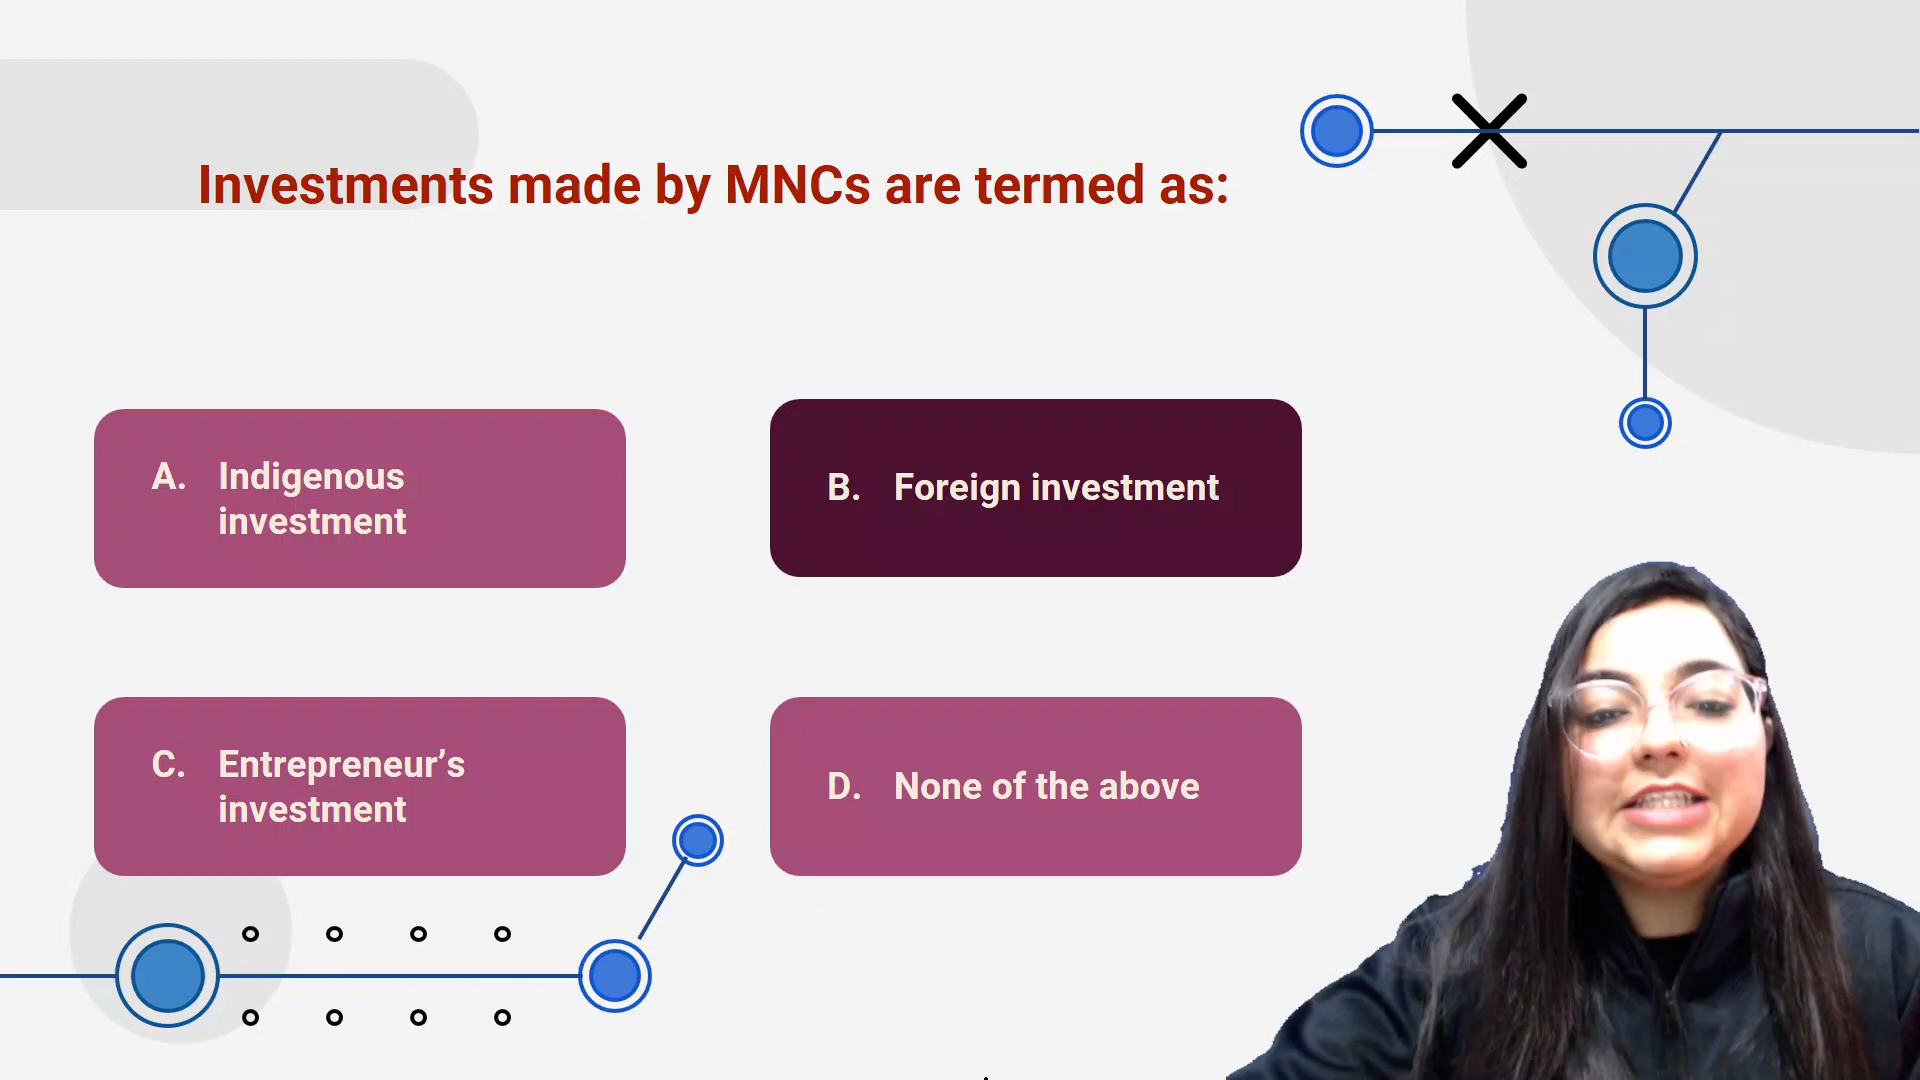 Investments made by MNCs are termed as:
A. Indigenous
investment
B. Foreign investment
C. Entrepreneur’s
investment
D. None of the above